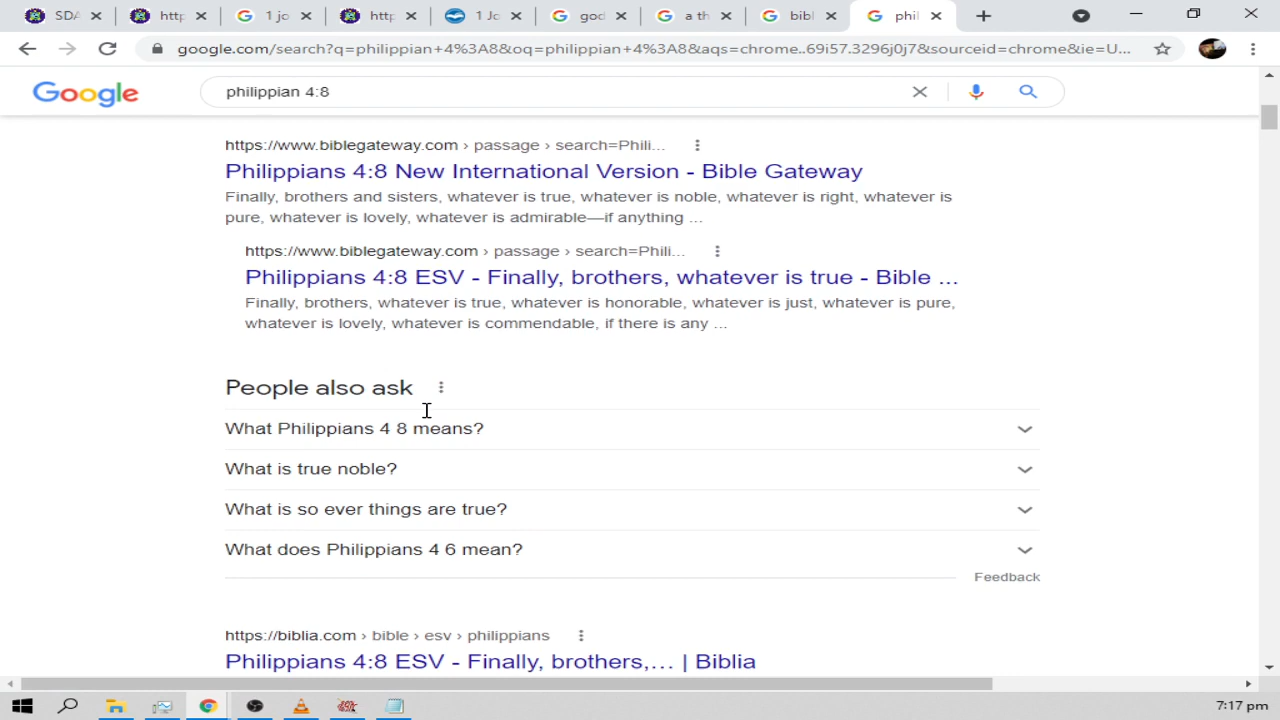 SDA
http
1 jo
http
1 Jo
god
a th
bibl
phil
google.com/search?q=philippian+4%3A8&oq=philippian+4%3A8&aqs=chrome..69i57.3296j0j7&sourceid=chrome&ie=U...
Google
philippian 4:8
https://www.biblegateway.com › passage › search=Phili...
Philippians 4:8 New International Version - Bible Gateway
Finally, brothers and sisters, whatever is true, whatever is noble, whatever is right, whatever is
pure, whatever is lovely, whatever is admirable—if anything ...
https://www.biblegateway.com › passage › search=Phili...
Philippians 4:8 ESV - Finally, brothers, whatever is true - Bible ...
Finally, brothers, whatever is true, whatever is honorable, whatever is just, whatever is pure,
whatever is lovely, whatever is commendable, if there is any ...
People also ask
What Philippians 4 8 means?
What is true noble?
What is so ever things are true?
What does Philippians 4 6 mean?
Feedback
https://biblia.com › bible › esv › philippians
Philippians 4:8 ESV - Finally, brothers,… | Biblia
7:17 pm